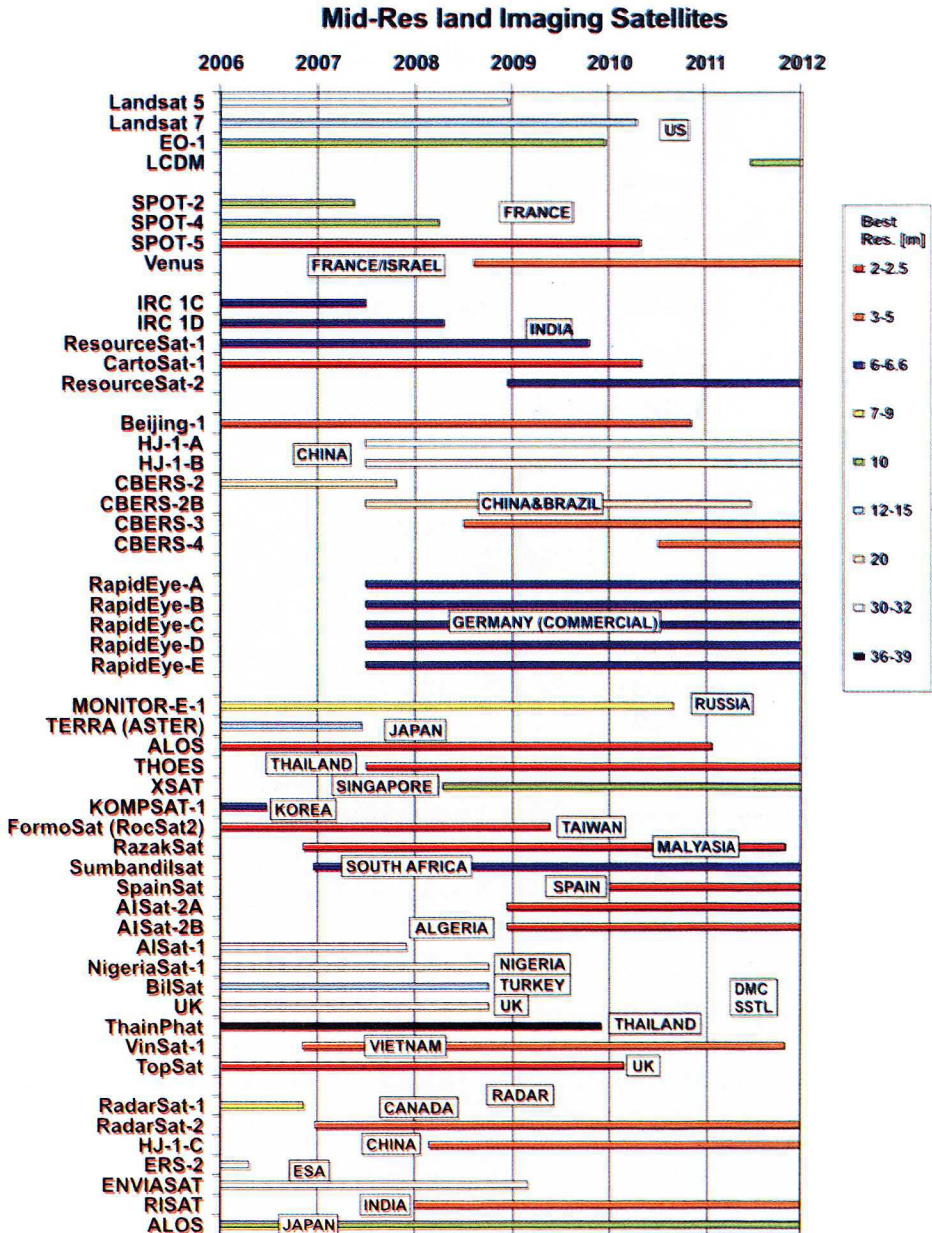 Mid-Res land Imaging Satellites
2006 2007 2008 2009 2010 2011 2012
Landsat 5
Landsat 7
US
EO-1
LCDM
SPOT-2
FRANCE
SPOT-4
SPOT-5
Venus
FRANCE/ISRAEL
IRC 1C
IRC 1D
INDIA
ResourceSat-1
CartoSat-1
ResourceSat-2
Beijing-1
HJ-1-A
CHINA
HJ-1-B
CBERS-2
CBERS-2B
CHINA&BRAZIL
CBERS-3
CBERS-4
RapidEye-A
RapidEye-B
RapidEye-C
GERMANY (COMMERCIAL)
RapidEye-D
RapidEye-E
MONITOR-E-1
RUSSIA
TERRA (ASTER)
JAPAN
ALOS
THOES
THAILAND
XSAT
SINGAPORE
KOMPSAT-1
KOREA
FormoSat (RocSat2)
TAIWAN
RazakSat
MALYASIA
Sumbandilsat
SOUTH AFRICA
SpainSat
SPAIN
AISat-2A
AISat-2B
ALGERIA
AISat-1
NigeriaSat-1
NIGERIA
BilSat
TURKEY
UK
UK
DMC
SSTL
ThainPhat
THAILAND
VinSat-1
VIETNAM
TopSat
UK
RADAR
RadarSat-1
CANADA
RadarSat-2
HJ-1-C
CHINA
ERS-2
ESA
ENVIASAT
RISAT
INDIA
ALOS
JAPAN
Best
Res. [m]
2-2.5
3-5
6-6.6
7-9
10
12-15
20
30-32
36-39